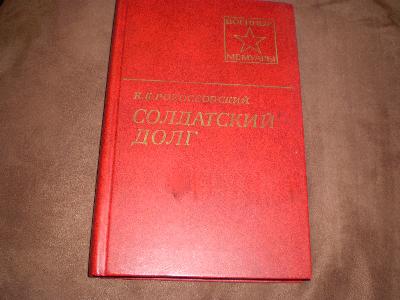 ВОЕННЫЕ
МЕМУАРЫ
К.К.РОКОССОВСКИЙ
СОЛДАТСКИЙ
ДОЛГ